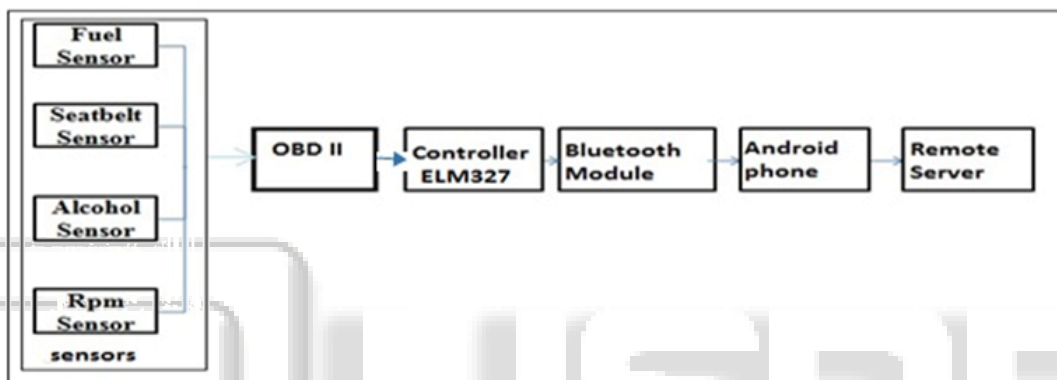 Fuel
Sensor
Seatbelt
Sensor
Alcohol
Sensor
Rpm
Sensor
sensors
OBD II
Controller
ELM327
Bluetooth
Module
Android
phone
Remote
Server